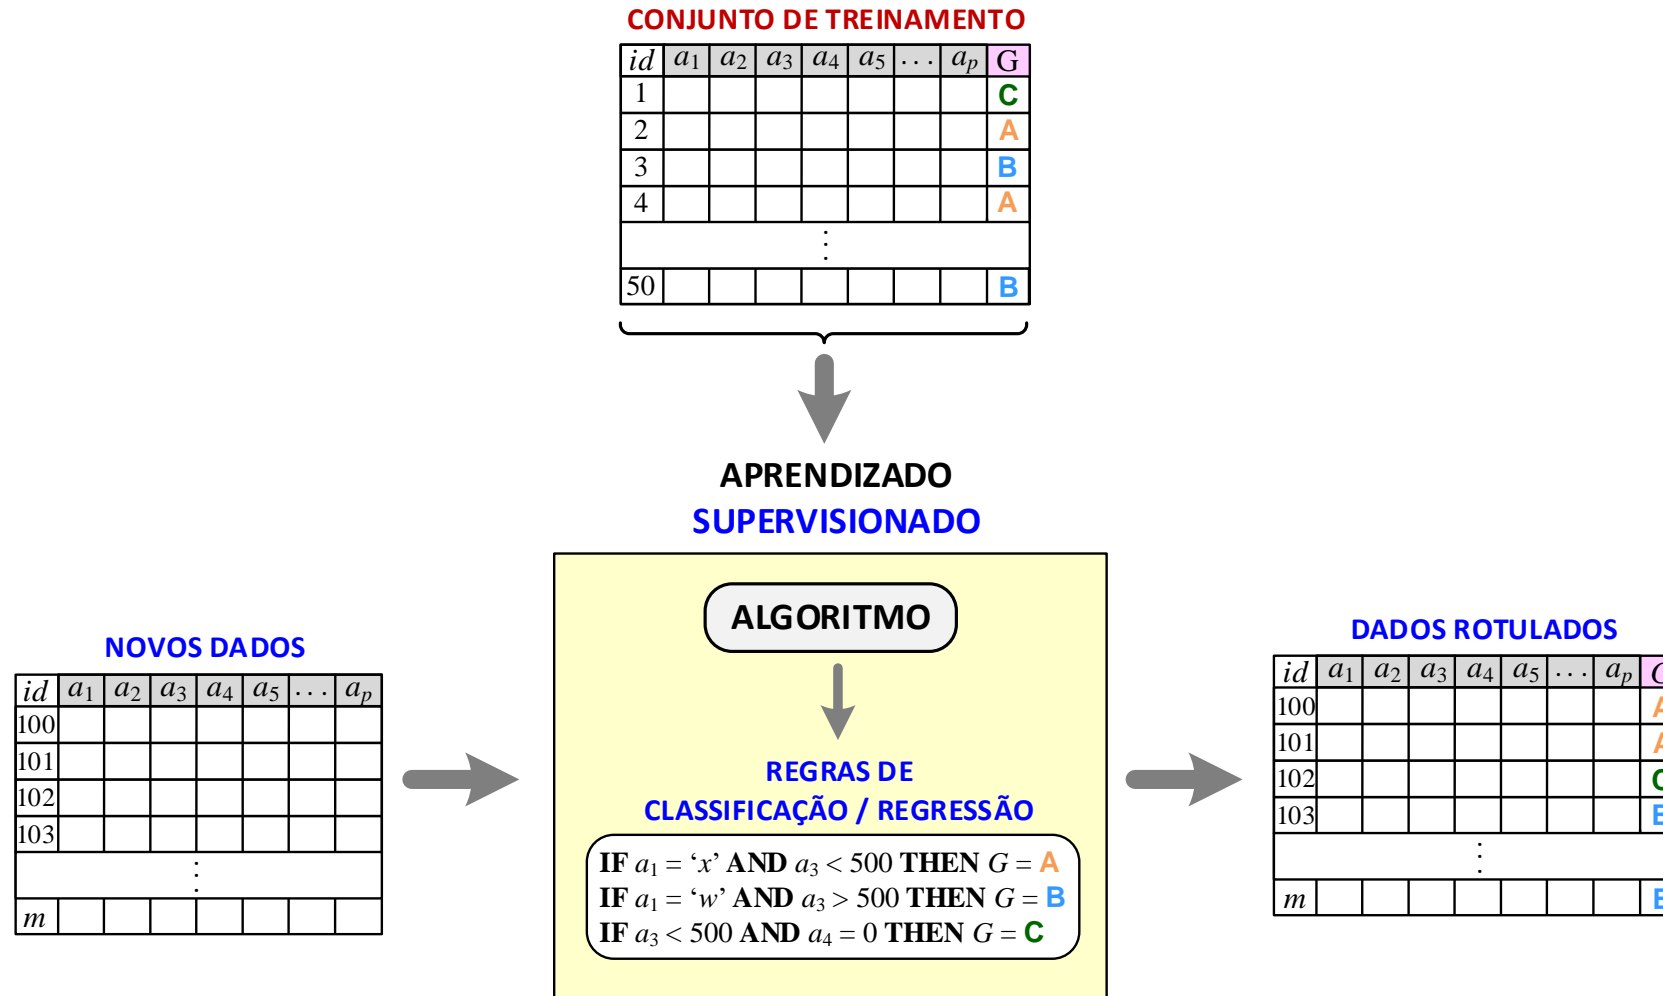 CONJUNTO DE TREINAMENTO
id a1 a2 a3 a4 a5 ... ap G
1 C
2 A
3 B
4 A
⋮
50 B
APRENDIZADO
SUPERVISIONADO
ALGORITMO
REGRAS DE
CLASSIFICAÇÃO / REGRESSÃO
IF a1 = ‘x’ AND a3 < 500 THEN G = A
IF a1 = ‘w’ AND a3 > 500 THEN G = B
IF a3 < 500 AND a4 = 0 THEN G = C
NOVOS DADOS
id a1 a2 a3 a4 a5 ... ap
100
101
102
103
⋮
m
DADOS ROTULADOS
id a1 a2 a3 a4 a5 ... ap G
100 A
101 A
102 C
103 B
⋮
m B